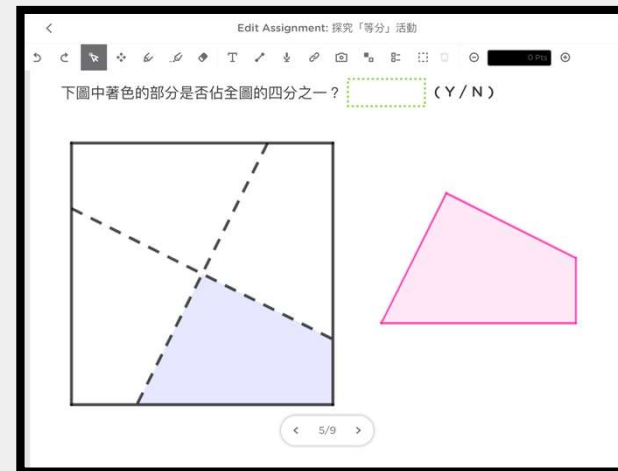 Edit Assignment: 探究「等分」活動
T
0 Pts
下圖中著色的部分是否佔全圖的四分之一？ ( Y / N )
5/9